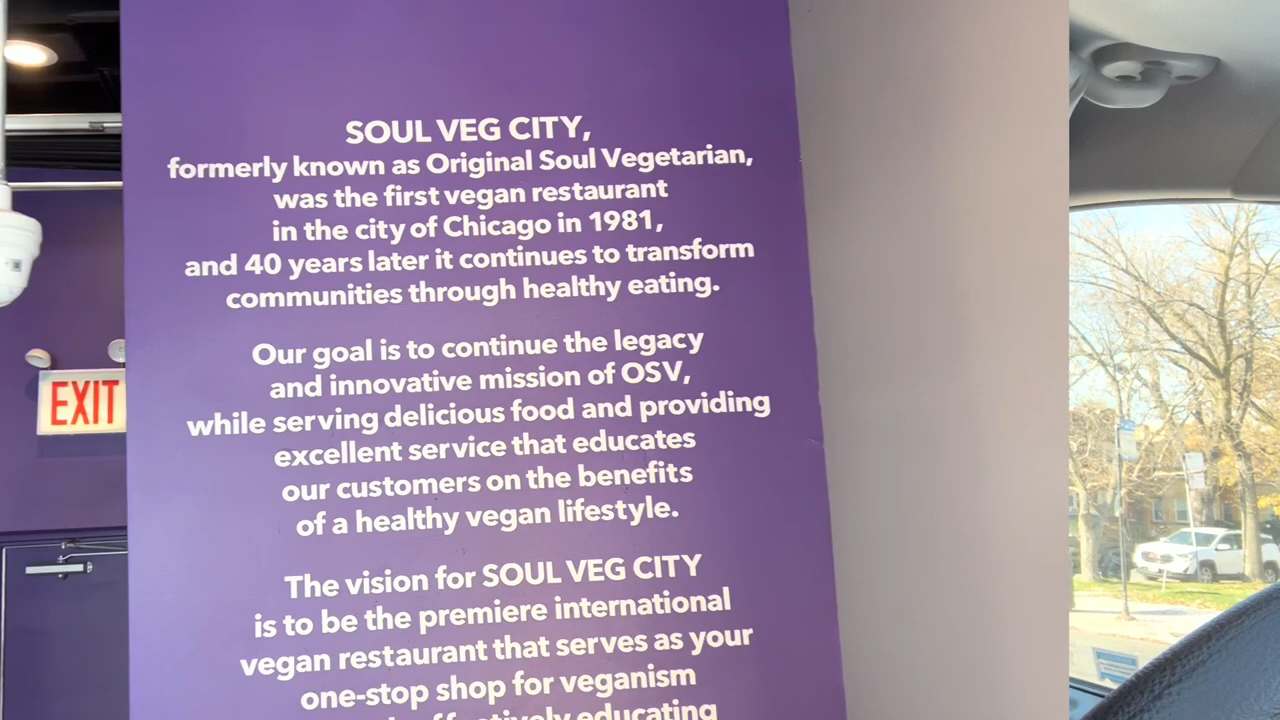 SOUL VEG CITY,
formerly known as Original Soul Vegetarian,
was the first vegan restaurant
in the city of Chicago in 1981,
and 40 years later it continues to transform
communities through healthy eating.
Our goal is to continue the legacy
and innovative mission of OSV,
while serving delicious food and providing
excellent service that educates
our customers on the benefits
of a healthy vegan lifestyle.
The vision for SOUL VEG CITY
is to be the premiere international
vegan restaurant that serves as your
one-stop shop for veganism
effectively educating
EXIT